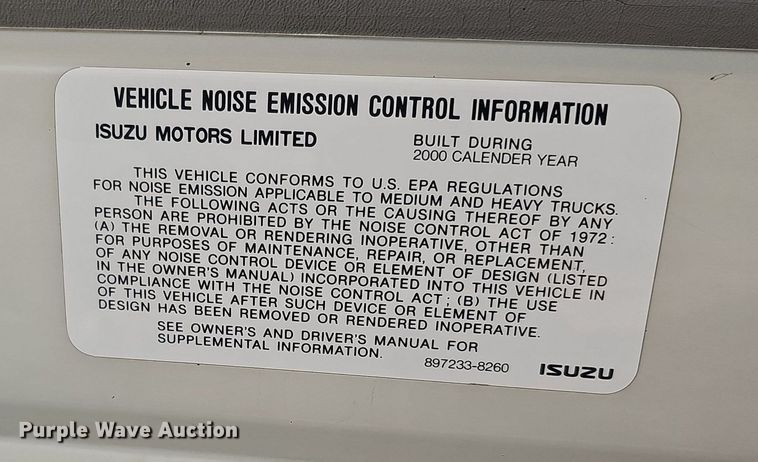 VEHICLE NOISE EMISSION CONTROL INFORMATION
ISUZU MOTORS LIMITED
BUILT DURING
2000 CALENDER YEAR
THIS VEHICLE CONFORMS TO U.S. EPA REGULATIONS
FOR NOISE EMISSION APPLICABLE TO MEDIUM AND HEAVY TRUCKS.
THE FOLLOWING ACTS OR THE CAUSING THEREOF BY ANY
PERSON ARE PROHIBITED BY THE NOISE CONTROL ACT OF 1972:
(A) THE REMOVAL OR RENDERING INOPERATIVE, OTHER THAN
FOR PURPOSES OF MAINTENANCE, REPAIR, OR REPLACEMENT,
OF ANY NOISE CONTROL DEVICE OR ELEMENT OF DESIGN (LISTED
IN THE OWNER'S MANUAL) INCORPORATED INTO THIS VEHICLE IN
COMPLIANCE WITH THE NOISE CONTROL ACT; (B) THE USE
OF THIS VEHICLE AFTER SUCH DEVICE OR ELEMENT OF
DESIGN HAS BEEN REMOVED OR RENDERED INOPERATIVE.
SEE OWNER'S AND DRIVER'S MANUAL FOR
SUPPLEMENTAL INFORMATION.
897233-8260
ISUZU
Purple Wave Auction